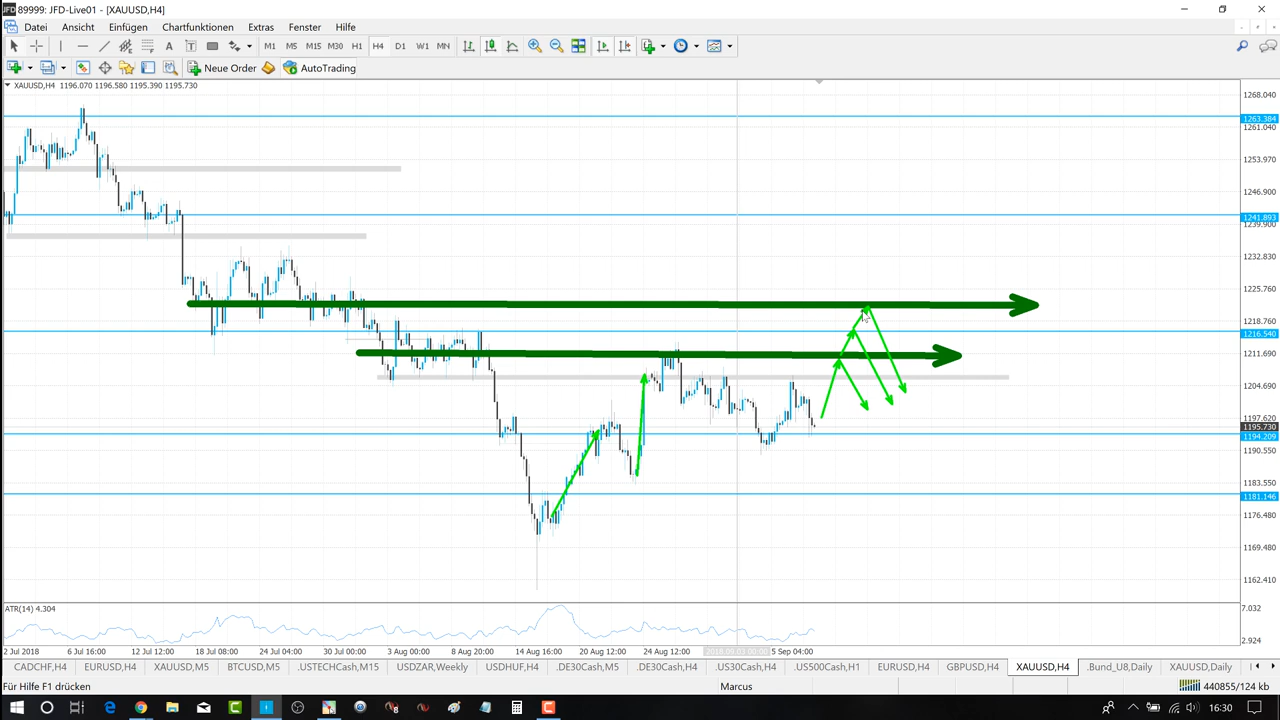 89999: JFD-Live01 - [XAUUSD,H4]
Datei Ansicht Einfügen Chartfunktionen Extras Fenster Hilfe
A T M1 M5 M15 M30 H1 H4 D1 W1 MN
Neue Order AutoTrading
XAUUSD,H4 1196.070 1196.580 1195.390 1195.730
1268.040
1263.384
1261.040
1253.970
1246.900
1241.893
1239.900
1232.830
1225.760
1218.760
1216.540
1211.690
1204.690
1197.620
1195.730
1194.209
1190.550
1183.550
1181.146
1176.480
1169.480
1162.410
ATR(14) 4.304
7.032
2.924
2 Jul 2018 6 Jul 16:00 12 Jul 12:00 18 Jul 08:00 24 Jul 04:00 30 Jul 00:00 3 Aug 00:00 8 Aug 20:00 14 Aug 16:00 20 Aug 12:00 24 Aug 12:00 2018.09.03 00:00 5 Sep 04:00
CADCHF,H4 EURUSD,H4 XAUUSD,M5 BTCUSD,M5 .USTECHCash,M15 USDZAR,Weekly USDHUF,H4 .DE30Cash,M5 .DE30Cash,H4 .US30Cash,H4 .US500Cash,H1 EURUSD,H4 GBPUSD,H4 XAUUSD,H4 .Bund_U8,Daily XAUUSD,Daily
Für Hilfe F1 drücken Marcus 440855/124 kb
16:30